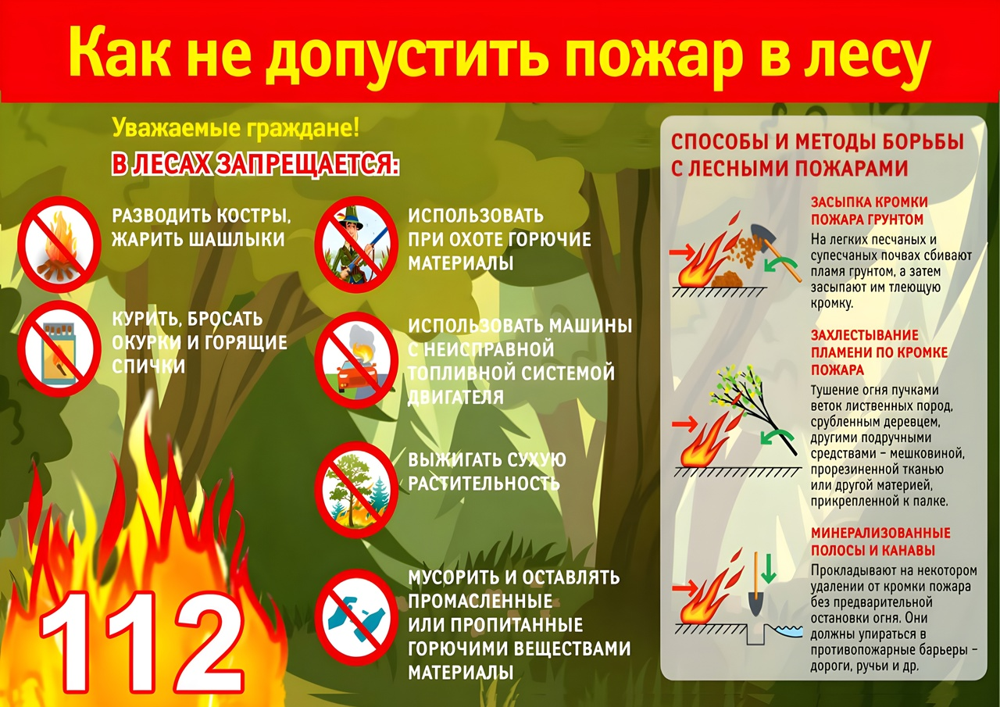 Как не допустить пожар в лесу
Уважаемые граждане!
В ЛЕСАХ ЗАПРЕЩАЕТСЯ:
РАЗВОДИТЬ КОСТРЫ,
ЖАРИТЬ ШАШЛЫКИ
КУРИТЬ, БРОСАТЬ
ОКУРКИ И ГОРЯЩИЕ
СПИЧКИ
112
ИСПОЛЬЗОВАТЬ
ПРИ ОХОТЕ ГОРЮЧИЕ
МАТЕРИАЛЫ
ИСПОЛЬЗОВАТЬ МАШИНЫ
С НЕИСПРАВНОЙ
ТОПЛИВНОЙ СИСТЕМОЙ
ДВИГАТЕЛЯ
ВЫЖИГАТЬ СУХУЮ
РАСТИТЕЛЬНОСТЬ
МУСОРИТЬ И ОСТАВЛЯТЬ
ПРОМАСЛЕННЫЕ
ИЛИ ПРОПИТАННЫЕ
ГОРЮЧИМИ ВЕЩЕСТВАМИ
МАТЕРИАЛЫ
СПОСОБЫ И МЕТОДЫ БОРЬБЫ
С ЛЕСНЫМИ ПОЖАРАМИ
ЗАСЫПКА КРОМКИ
ПОЖАРА ГРУНТОМ
На легких песчаных и
супесчаных почвах сбивают
пламя грунтом, а затем
засыпают им тлеющую
кромку.
ЗАХЛЕСТЫВАНИЕ
ПЛАМЕНИ ПО КРОМКЕ
ПОЖАРА
Тушение огня пучками
веток лиственных пород,
срубленным деревцем,
другими подручными
средствами – мешковиной,
прорезиненной тканью
или другой материей,
прикрепленной к палке.
МИНЕРАЛИЗОВАННЫЕ
ПОЛОСЫ И КАНАВЫ
Прокладывают на некотором
удалении от кромки пожара
без предварительной
остановки огня. Они
должны упираться в
противопожарные барьеры –
дороги, ручьи и др.